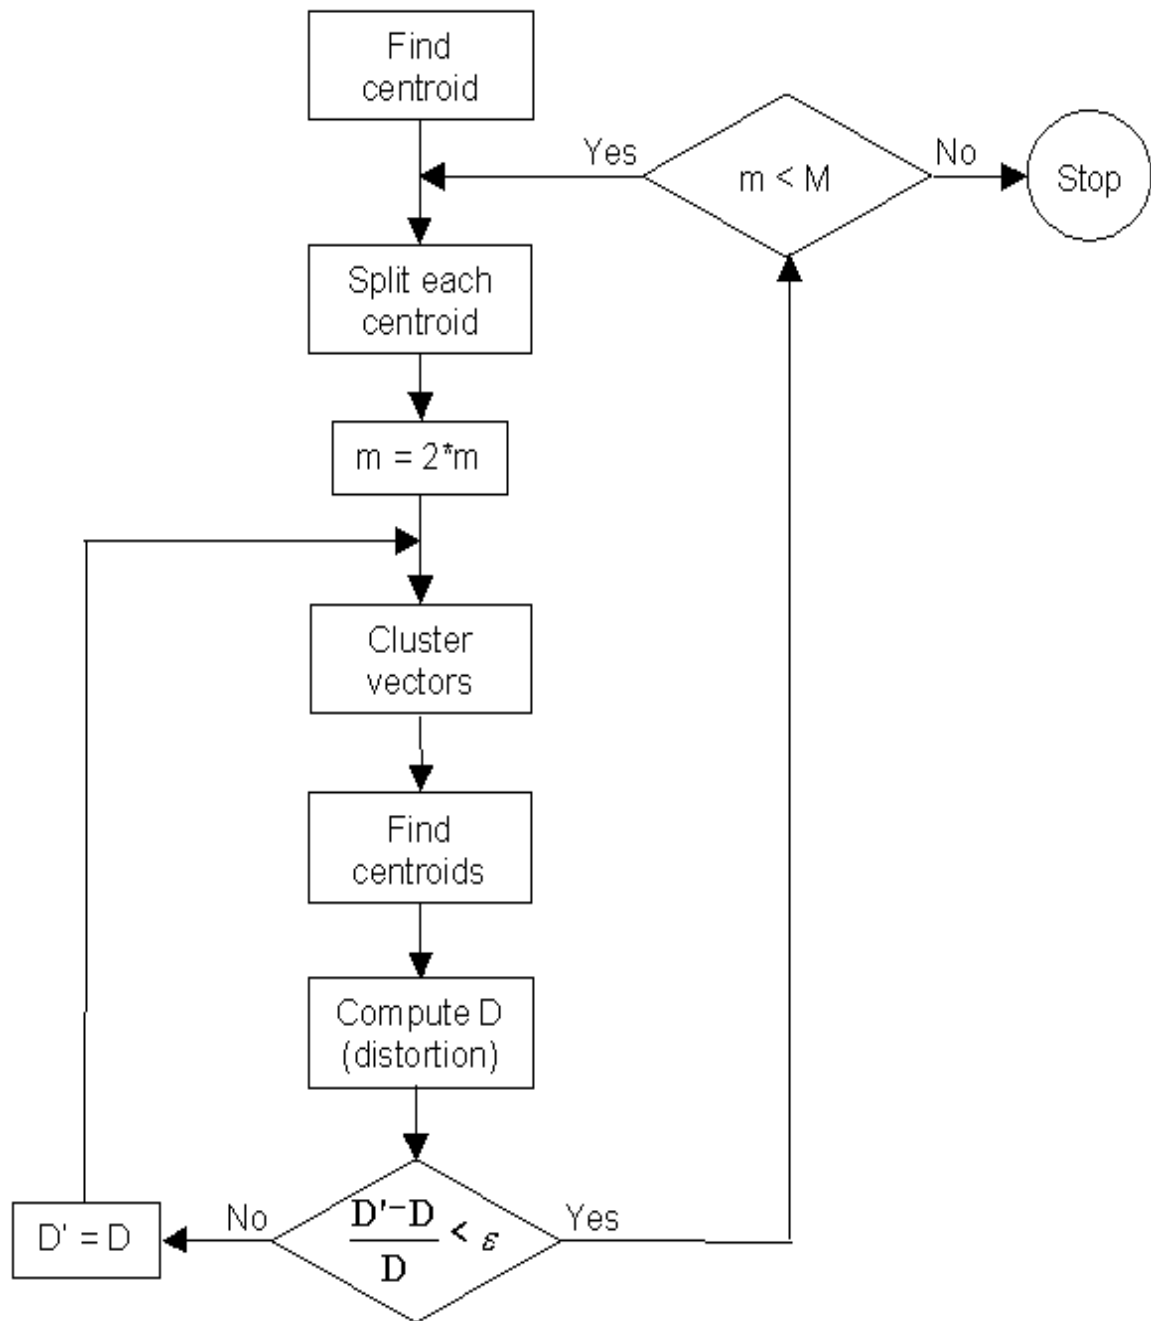 Find
centroid
Yes
m < M
No
Stop
Split each
centroid
m = 2*m
Cluster
vectors
Find
centroids
Compute D
(distortion)
D' = D
No
D'−D
D
< ε
Yes